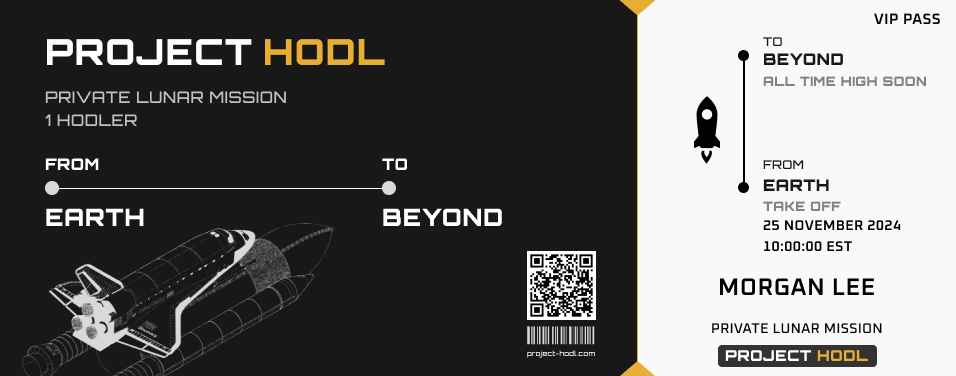 PROJECT HODL
PRIVATE LUNAR MISSION
1 HODLER
FROM
TO
EARTH
BEYOND
project-hodl.com
VIP PASS
TO
BEYOND
ALL TIME HIGH SOON
FROM
EARTH
TAKE OFF
25 NOVEMBER 2024
10:00:00 EST
MORGAN LEE
PRIVATE LUNAR MISSION
PROJECT HODL